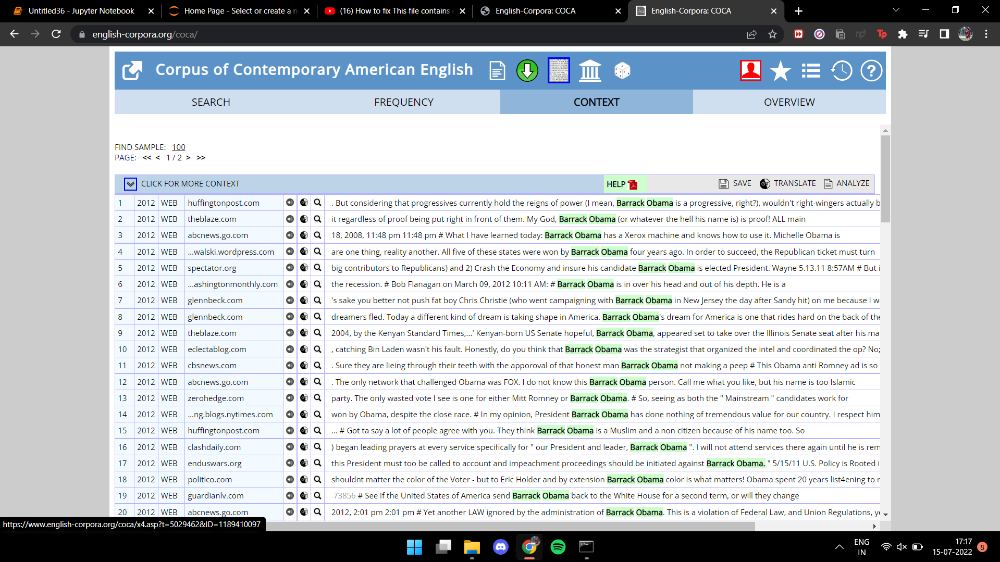 Untitled36 - Jupyter Notebook
Home Page - Select or create a n
(16) How to fix This file contains
English-Corpora: COCA
English-Corpora: COCA
english-corpora.org/coca/
Corpus of Contemporary American English
SEARCH FREQUENCY CONTEXT OVERVIEW
FIND SAMPLE: 100
PAGE: << < 1 / 2 > >>
CLICK FOR MORE CONTEXT HELP SAVE TRANSLATE ANALYZE
1 2012 WEB huffingtonpost.com . But considering that progressives currently hold the reigns of power (I mean, Barrack Obama is a progressive, right?), wouldn't right-wingers actually b
2 2012 WEB theblaze.com it regardless of proof being put right in front of them. My God, Barrack Obama (or whatever the hell his name is) is proof! ALL main
3 2012 WEB abcnews.go.com 18, 2008, 11:48 pm 11:48 pm # What I have learned today: Barrack Obama has a Xerox machine and knows how to use it. Michelle Obama is
4 2012 WEB ...walski.wordpress.com are one thing, reality another. All five of these states were won by Barrack Obama four years ago. In order to succeed, the Republican ticket must turn
5 2012 WEB spectator.org big contributors to Republicans) and 2) Crash the Economy and insure his candidate Barrack Obama is elected President. Wayne 5.13.11 8:57AM # But i
6 2012 WEB ...ashingtonmonthly.com the recession. # Bob Flanagan on March 09, 2012 10:11 AM: # Barrack Obama is in over his head and out of his depth. He is a
7 2012 WEB glennbeck.com 's sake you better not push fat boy Chris Christie (who went campaigning with Barrack Obama in New Jersey the day after Sandy hit) on me because I w
8 2012 WEB glennbeck.com dreamers fled. Today a different kind of dream is taking shape in America. Barrack Obama's dream for America is one that rides hard on the back of the
9 2012 WEB theblaze.com 2004, by the Kenyan Standard Times,...' Kenyan-born US Senate hopeful, Barrack Obama, appeared set to take over the Illinois Senate seat after his ma
10 2012 WEB eclectablog.com , catching Bin Laden wasn't his fault. Honestly, do you think that Barrack Obama was the strategist that organized the intel and coordinated the op? No;
11 2012 WEB cbsnews.com . Sure they are lieing through their teeth with the apporoval of that honest man Barrack Obama not making a peep # This Obama anti Romney ad is so
12 2012 WEB abcnews.go.com . The only network that challenged Obama was FOX. I do not know this Barrack Obama person. Call me what you like, but his name is too Islamic
13 2012 WEB zerohedge.com party. The only wasted vote I see is one for either Mitt Romney or Barrack Obama. # So, seeing as both the " Mainstream " candidates work for
14 2012 WEB ...ng.blogs.nytimes.com won by Obama, despite the close race. # In my opinion, President Barrack Obama has done nothing of tremendous value for our country. I respect him
15 2012 WEB huffingtonpost.com ... # Got ta say a lot of people agree with you. They think Barrack Obama is a Muslim and a non citizen because of his name too. So
16 2012 WEB clashdaily.com ) began leading prayers at every service specifically for " our President and leader, Barrack Obama ". I will not attend services there again until he is rem
17 2012 WEB enduswars.org this President must too be called to account and impeachment proceedings should be initiated against Barrack Obama. " 5/15/11 U.S. Policy is Rooted i
18 2012 WEB politico.com shouldnt matter the color of the Voter - but to Eric Holder and by extension Barrack Obama color is what matters! Obama spent 20 years list4ening to r
19 2012 WEB guardianlv.com 73856 # See if the United States of America send Barrack Obama back to the White House for a second term, or will they change
20 2012 WEB abcnews.go.com 2012, 2:01 pm 2:01 pm # Yet another LAW ignored by the administration of Barrack Obama. This is a violation of Federal Law, and Union Regulations, ye
https://www.english-corpora.org/coca/x4.asp?t=5029462&ID=1189410097
ENG
IN
17:17
15-07-2022
8